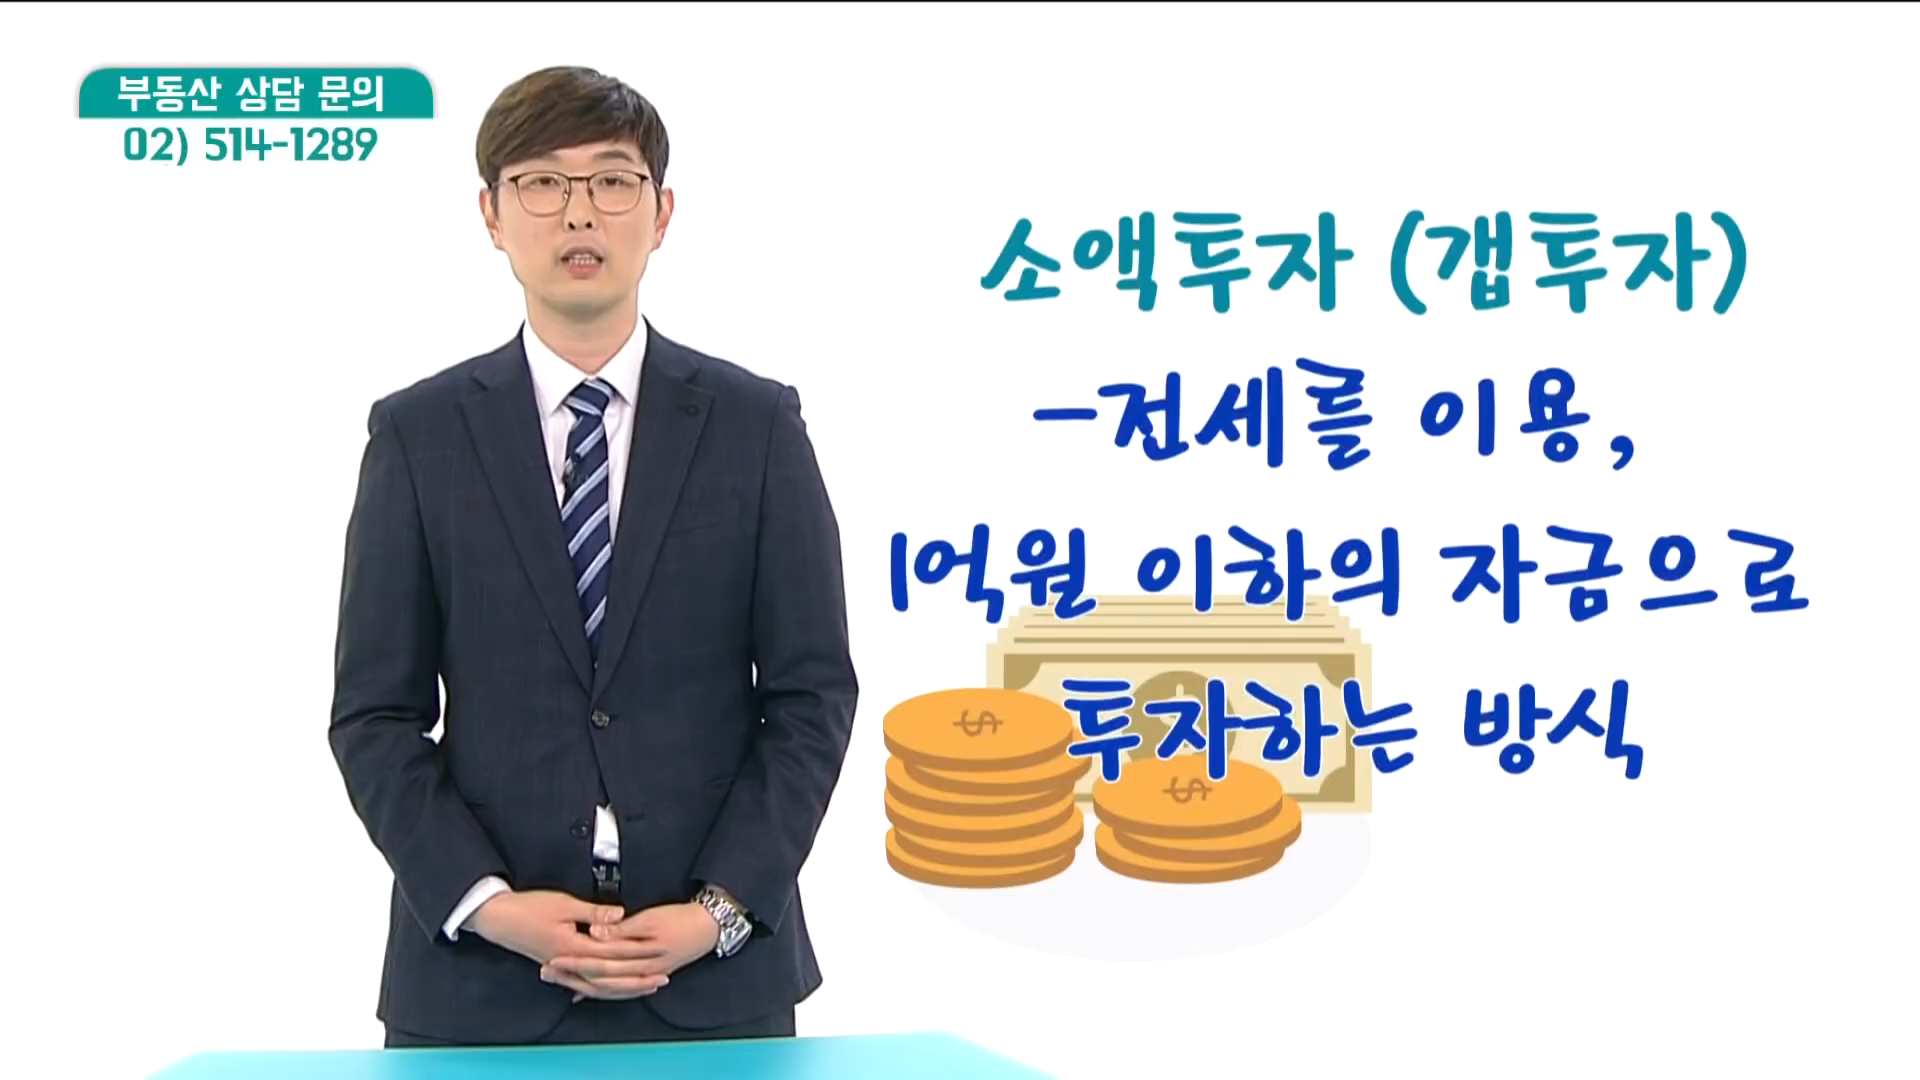 부동산 상담 문의
02) 514-1289
소액투자 (갭투자)
-전세를 이용,
1억원 이하의 자금으로
투자하는 방식